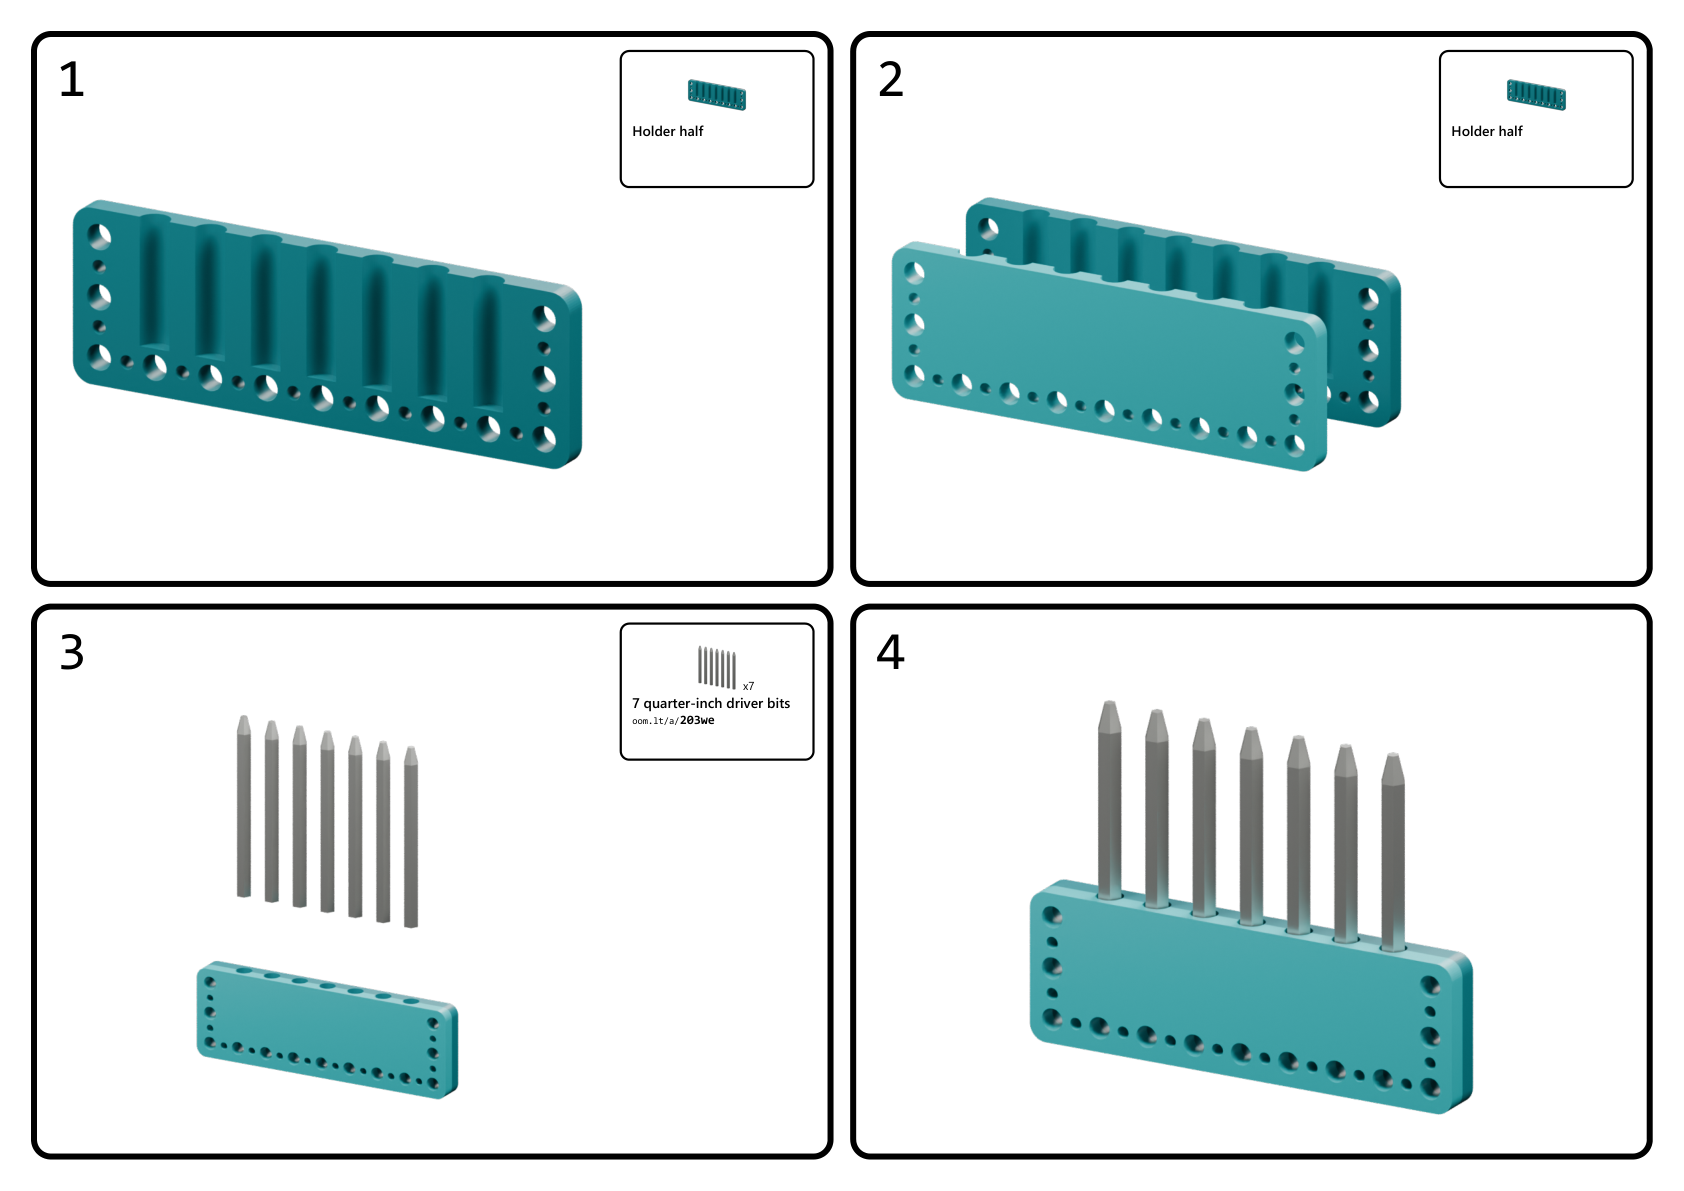 1
Holder half
2
Holder half
3
x7
7 quarter-inch driver bits
oom.lt/a/203we
4